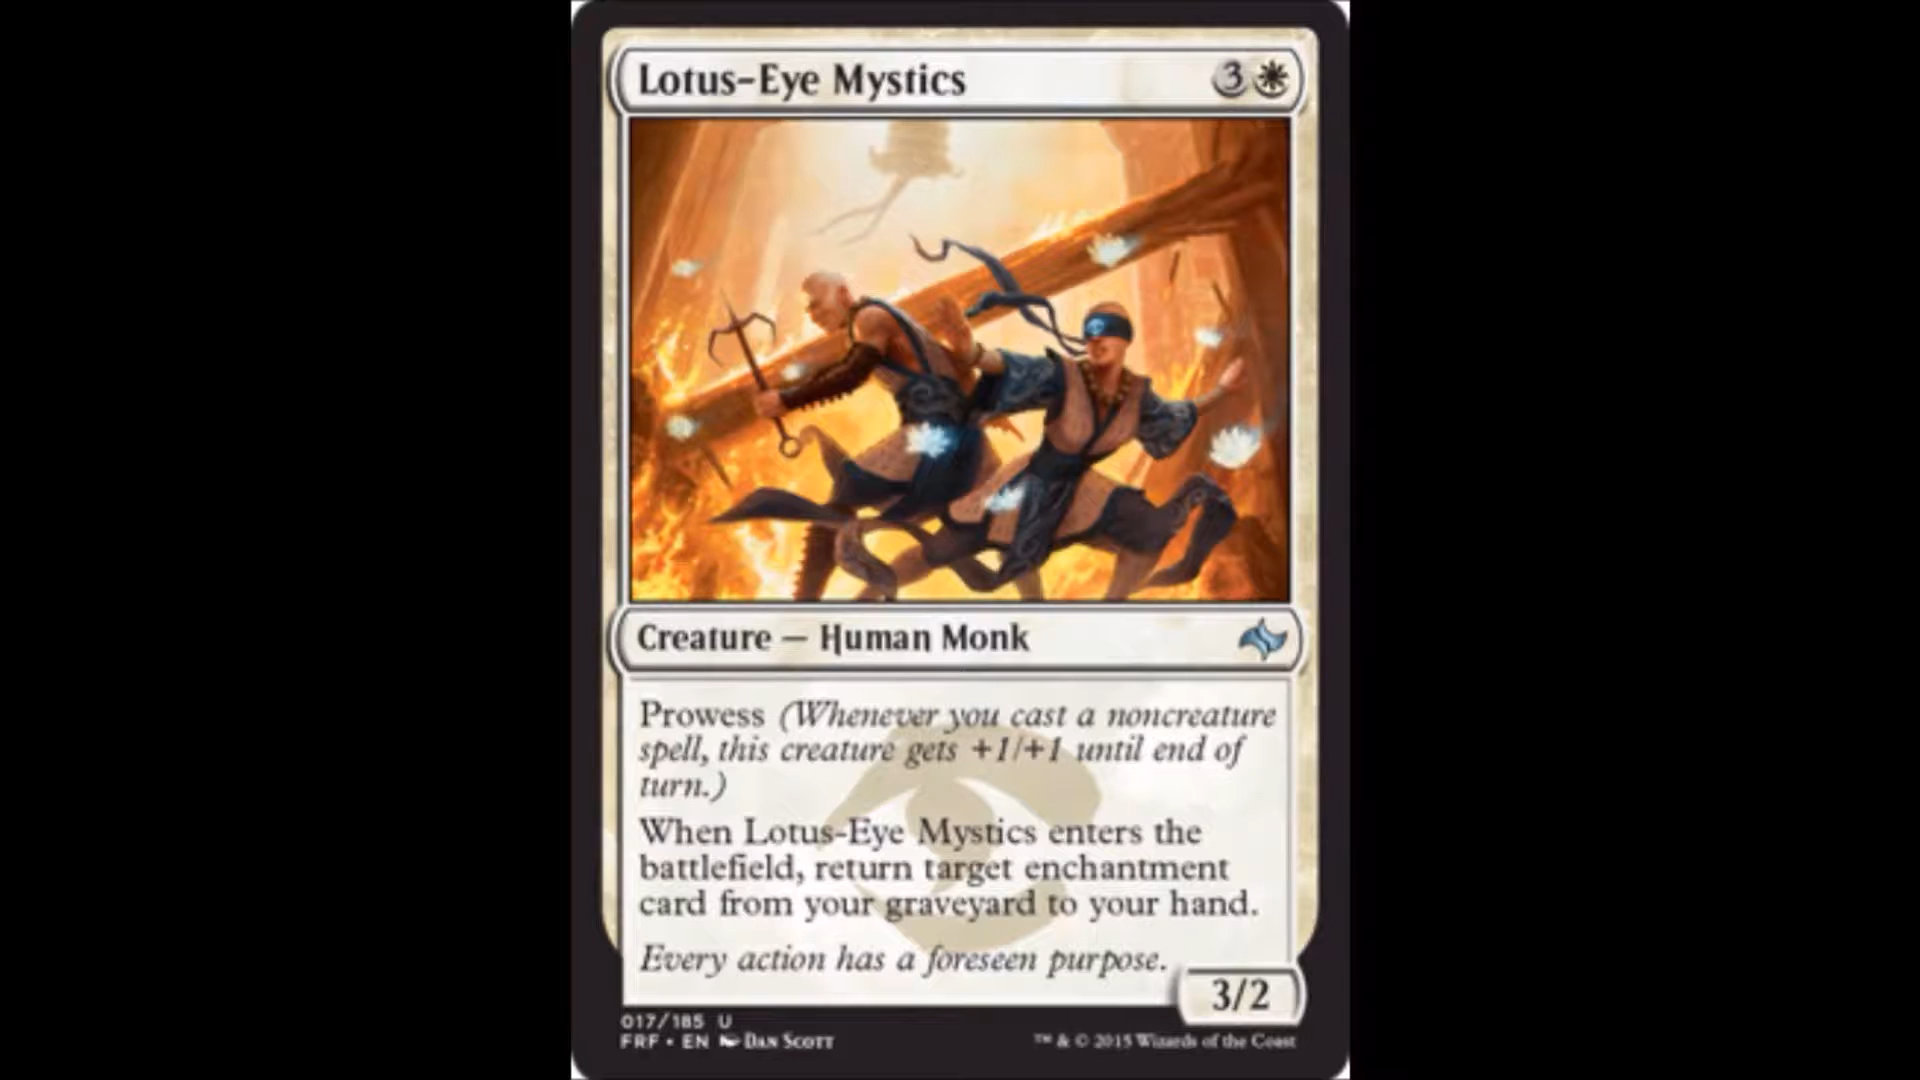 Lotus-Eye Mystics 3
Creature — Human Monk
Prowess (Whenever you cast a noncreature
spell, this creature gets +1/+1 until end of
turn.)
When Lotus-Eye Mystics enters the
battlefield, return target enchantment
card from your graveyard to your hand.
Every action has a foreseen purpose.
3/2
017/185 U
FRF • EN Dan Scott
™ & © 2015 Wizards of the Coast